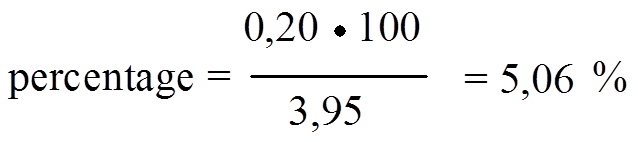 0,20 • 100
percentage = = 5,06 %
3,95